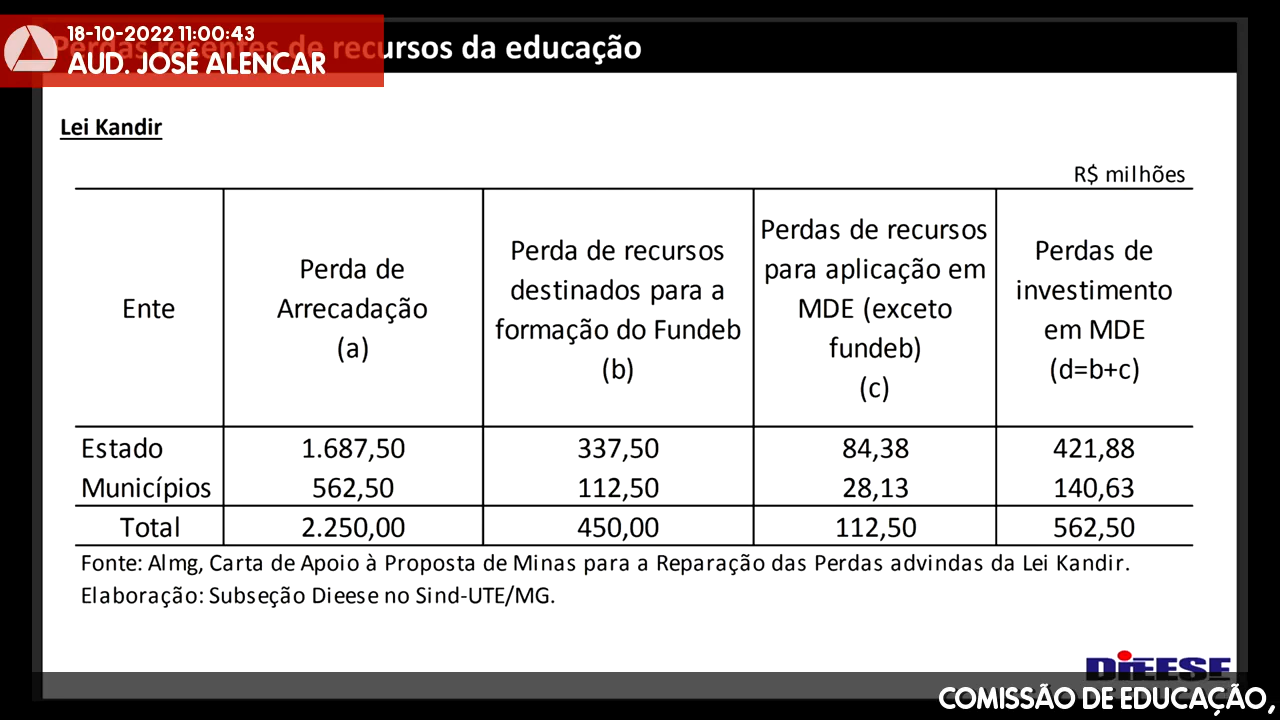 18-10-2022 11:00:43
AUD. JOSÉ ALENCAR
Perdas recentes de recursos da educação
Lei Kandir
R$ milhões
Ente
Perda de
Arrecadação
(a)
Perda de recursos
destinados para a
formação do Fundeb
(b)
Perdas de recursos
para aplicação em
MDE (exceto
fundeb)
(c)
Perdas de
investimento
em MDE
(d=b+c)
Estado 1.687,50 337,50 84,38 421,88
Municípios 562,50 112,50 28,13 140,63
Total 2.250,00 450,00 112,50 562,50
Fonte: Almg, Carta de Apoio à Proposta de Minas para a Reparação das Perdas advindas da Lei Kandir.
Elaboração: Subseção Dieese no Sind-UTE/MG.
DIEESE
COMISSÃO DE EDUCAÇÃO,